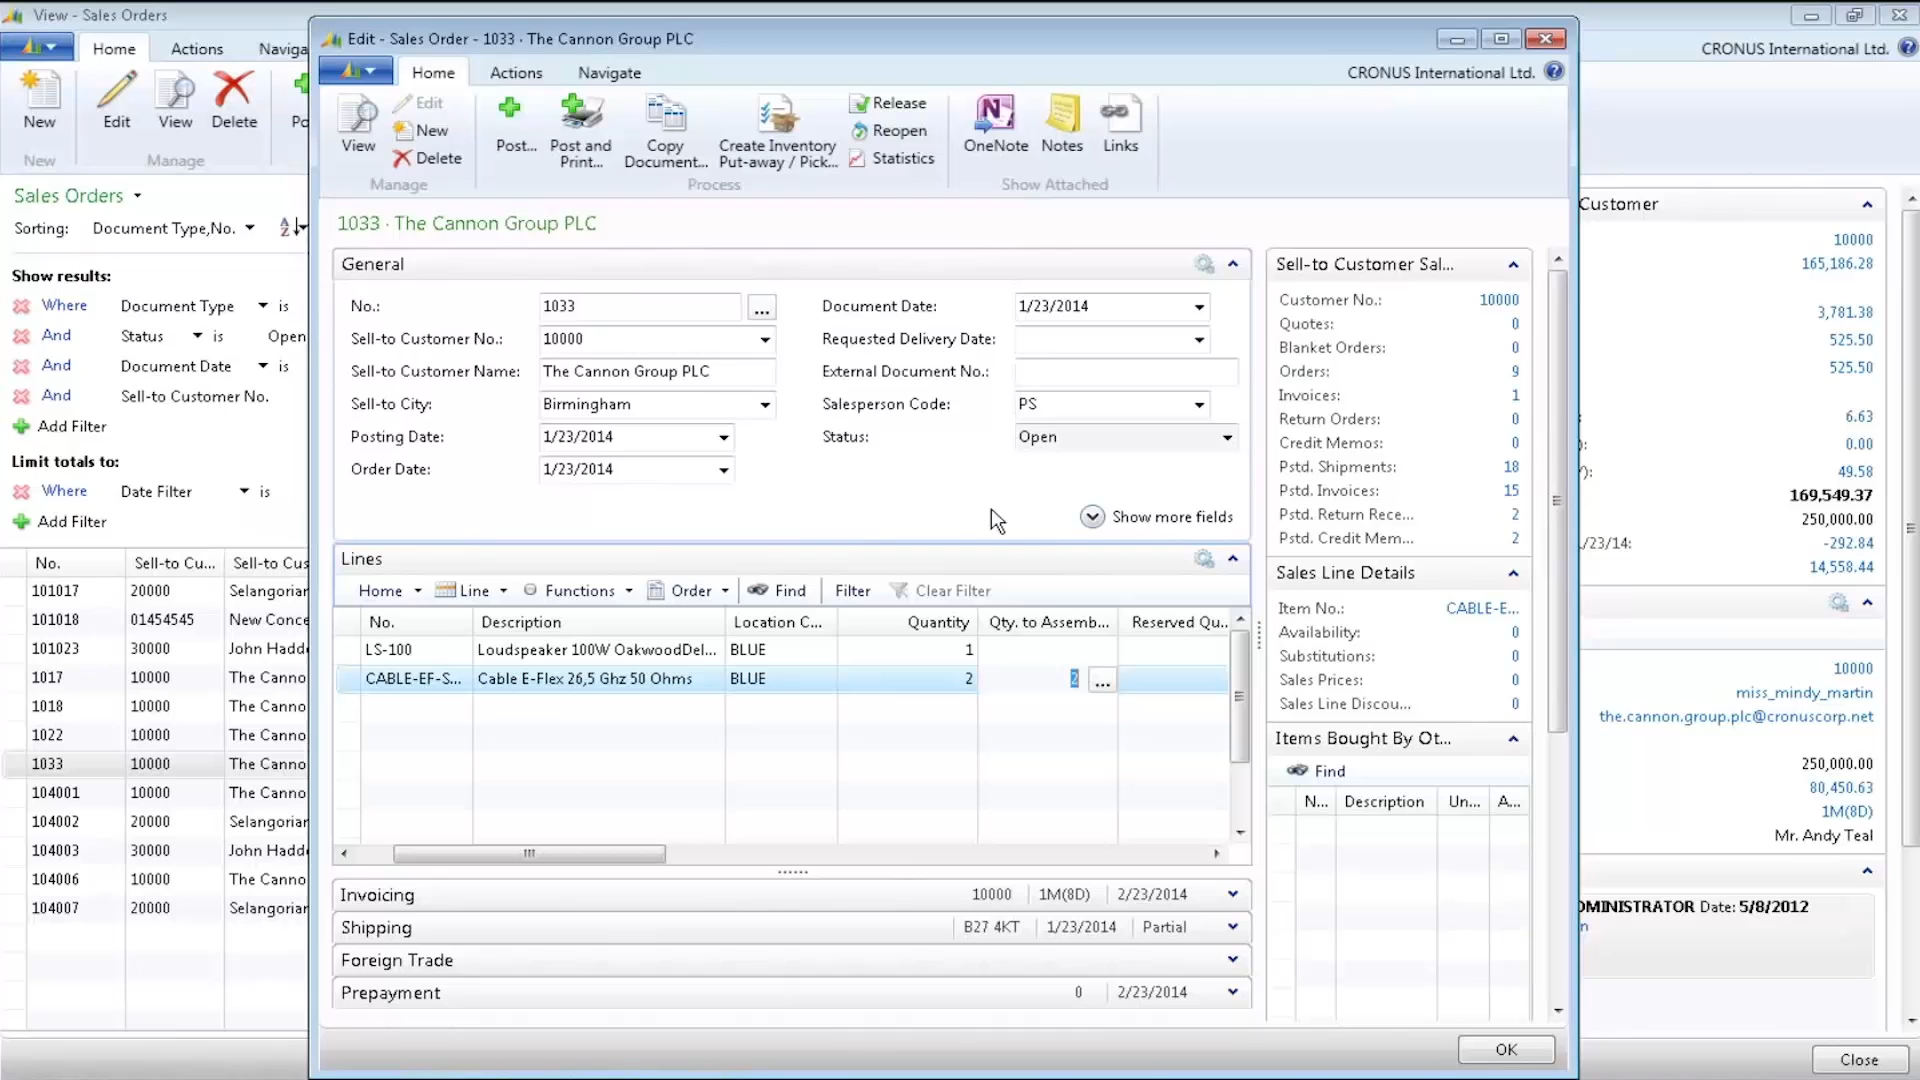 View - Sales Orders
Home Actions Naviga
CRONUS International Ltd.
New Edit View Delete Po
New Manage
Sales Orders
Sorting: Document Type,No.
Show results:
Where Document Type is
And Status is Open
And Document Date is
And Sell-to Customer No.
Add Filter
Limit totals to:
Where Date Filter is
Add Filter
No. Sell-to Cu... Sell-to Cus
101017 20000 Selangorian
101018 01454545 New Conce
101023 30000 John Hadde
1017 10000 The Canno
1018 10000 The Canno
1022 10000 The Canno
1033 10000 The Canno
104001 10000 The Canno
104002 20000 Selangorian
104003 30000 John Hadde
104006 10000 The Canno
104007 20000 Selangorian
Edit - Sales Order - 1033 · The Cannon Group PLC
Home Actions Navigate
CRONUS International Ltd.
View
Edit
New
Delete
Manage
Post...
Post and Print...
Copy Document...
Create Inventory Put-away / Pick...
Release
Reopen
Statistics
Process
OneNote Notes Links
Show Attached
1033 · The Cannon Group PLC
General
No.: 1033 ...
Sell-to Customer No.: 10000
Sell-to Customer Name: The Cannon Group PLC
Sell-to City: Birmingham
Posting Date: 1/23/2014
Order Date: 1/23/2014
Document Date: 1/23/2014
Requested Delivery Date:
External Document No.:
Salesperson Code: PS
Status: Open
Show more fields
Lines
Home Line Functions Order Find Filter Clear Filter
No. Description Location C... Quantity Qty. to Assemb... Reserved Qu..
LS-100 Loudspeaker 100W OakwoodDel... BLUE 1
CABLE-EF-S... Cable E-Flex 26,5 Ghz 50 Ohms BLUE 2 2 ...
Invoicing 10000 1M(8D) 2/23/2014
Shipping B27 4KT 1/23/2014 Partial
Foreign Trade
Prepayment 0 2/23/2014
Sell-to Customer Sal...
Customer No.: 10000
Quotes: 0
Blanket Orders: 0
Orders: 9
Invoices: 1
Return Orders: 0
Credit Memos: 0
Pstd. Shipments: 18
Pstd. Invoices: 15
Pstd. Return Rece... 2
Pstd. Credit Mem... 2
Sales Line Details
Item No.: CABLE-E...
Availability: 0
Substitutions: 0
Sales Prices: 0
Sales Line Discou... 0
Items Bought By Ot...
Find
N... Description Un... A...
OK
Customer
10000
165,186.28
3,781.38
525.50
525.50
6.63
0.00
49.58
169,549.37
250,000.00
/23/14: -292.84
14,558.44
10000
miss_mindy_martin
the.cannon.group.plc@cronuscorp.net
250,000.00
80,450.63
1M(8D)
Mr. Andy Teal
DMINISTRATOR Date: 5/8/2012
n
Close